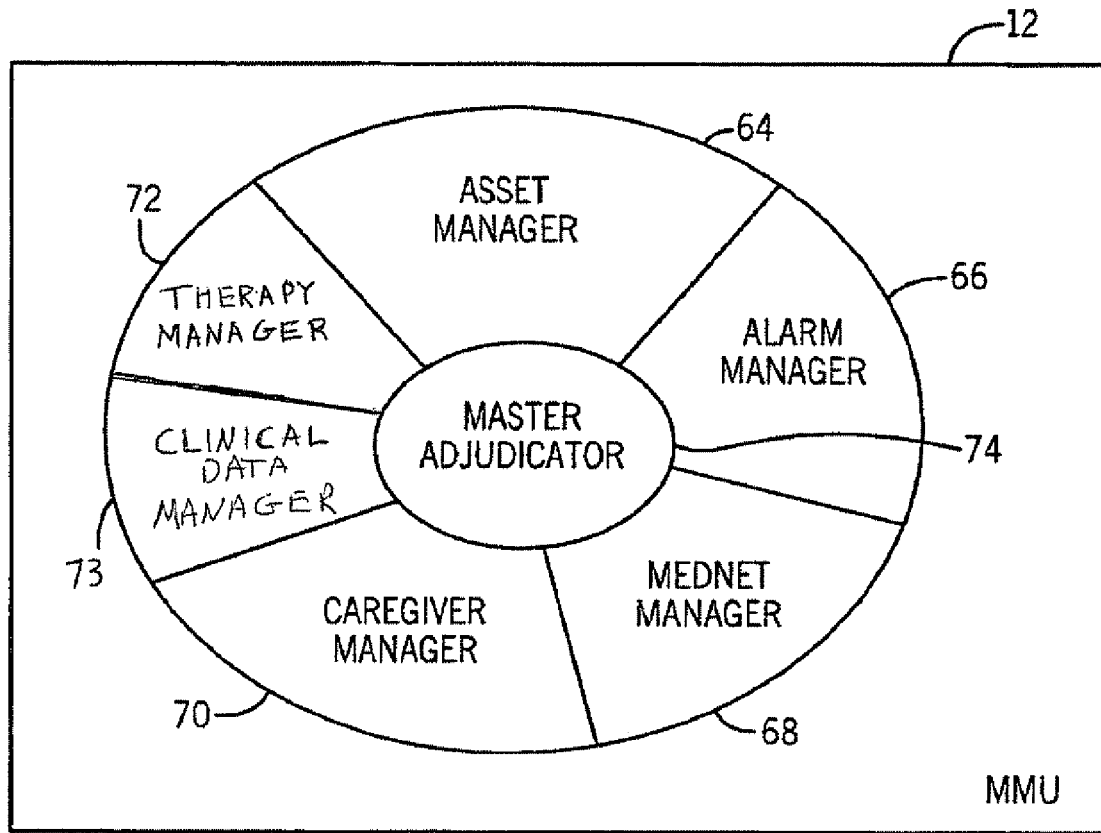 12
64
ASSET
MANAGER
72
66
THERAPY
MANAGER
ALARM
MANAGER
MASTER
ADJUDICATOR
74
CLINICAL
DATA
MANAGER
73
MEDNET
MANAGER
CAREGIVER
MANAGER
70
68
MMU